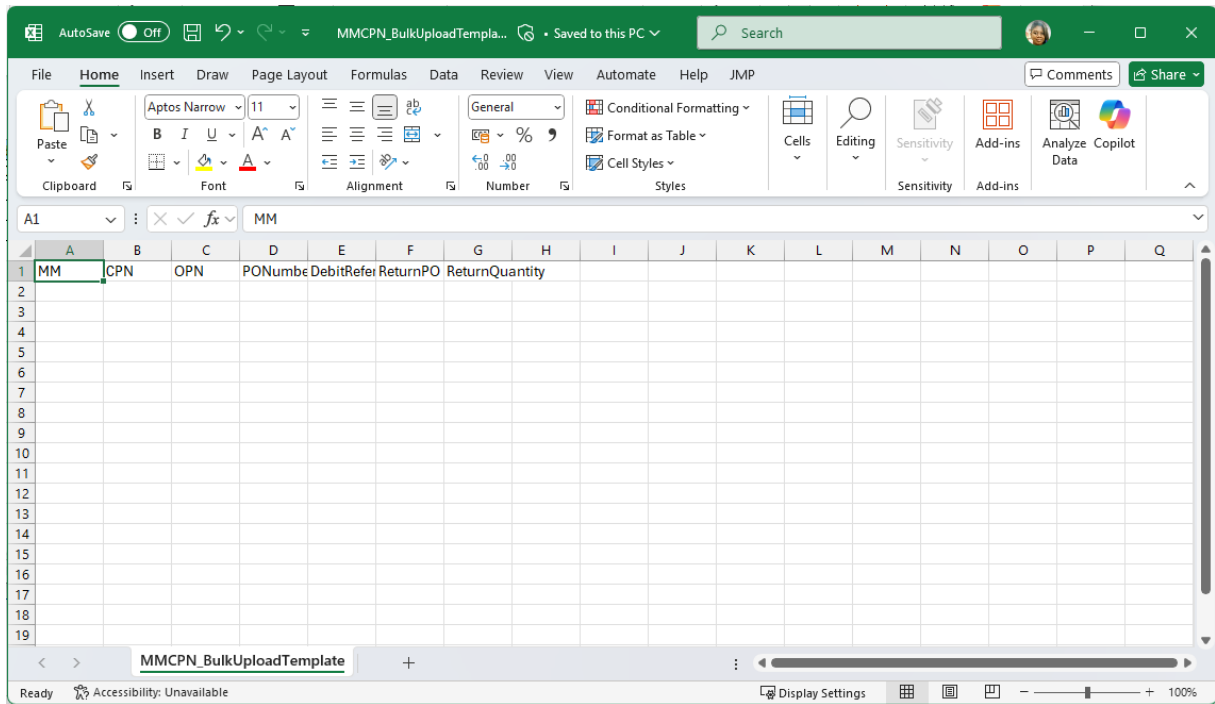 AutoSave Off MMCPN_BulkUploadTempla... • Saved to this PC Search
File Home Insert Draw Page Layout Formulas Data Review View Automate Help JMP Comments Share
Paste Aptos Narrow 11 ab General Conditional Formatting Cells Editing Sensitivity Add-ins Analyze Data Copilot
B I U A A A % Format as Table
Cell Styles
Clipboard Font Alignment Number Styles Sensitivity Add-ins
A1 fx MM
A B C D E F G H I J K L M N O P Q
1 MM CPN OPN PONumbe DebitRefer ReturnPO ReturnQuantity
2
3
4
5
6
7
8
9
10
11
12
13
14
15
16
17
18
19
MMCPN_BulkUploadTemplate
Ready Accessibility: Unavailable Display Settings 100%